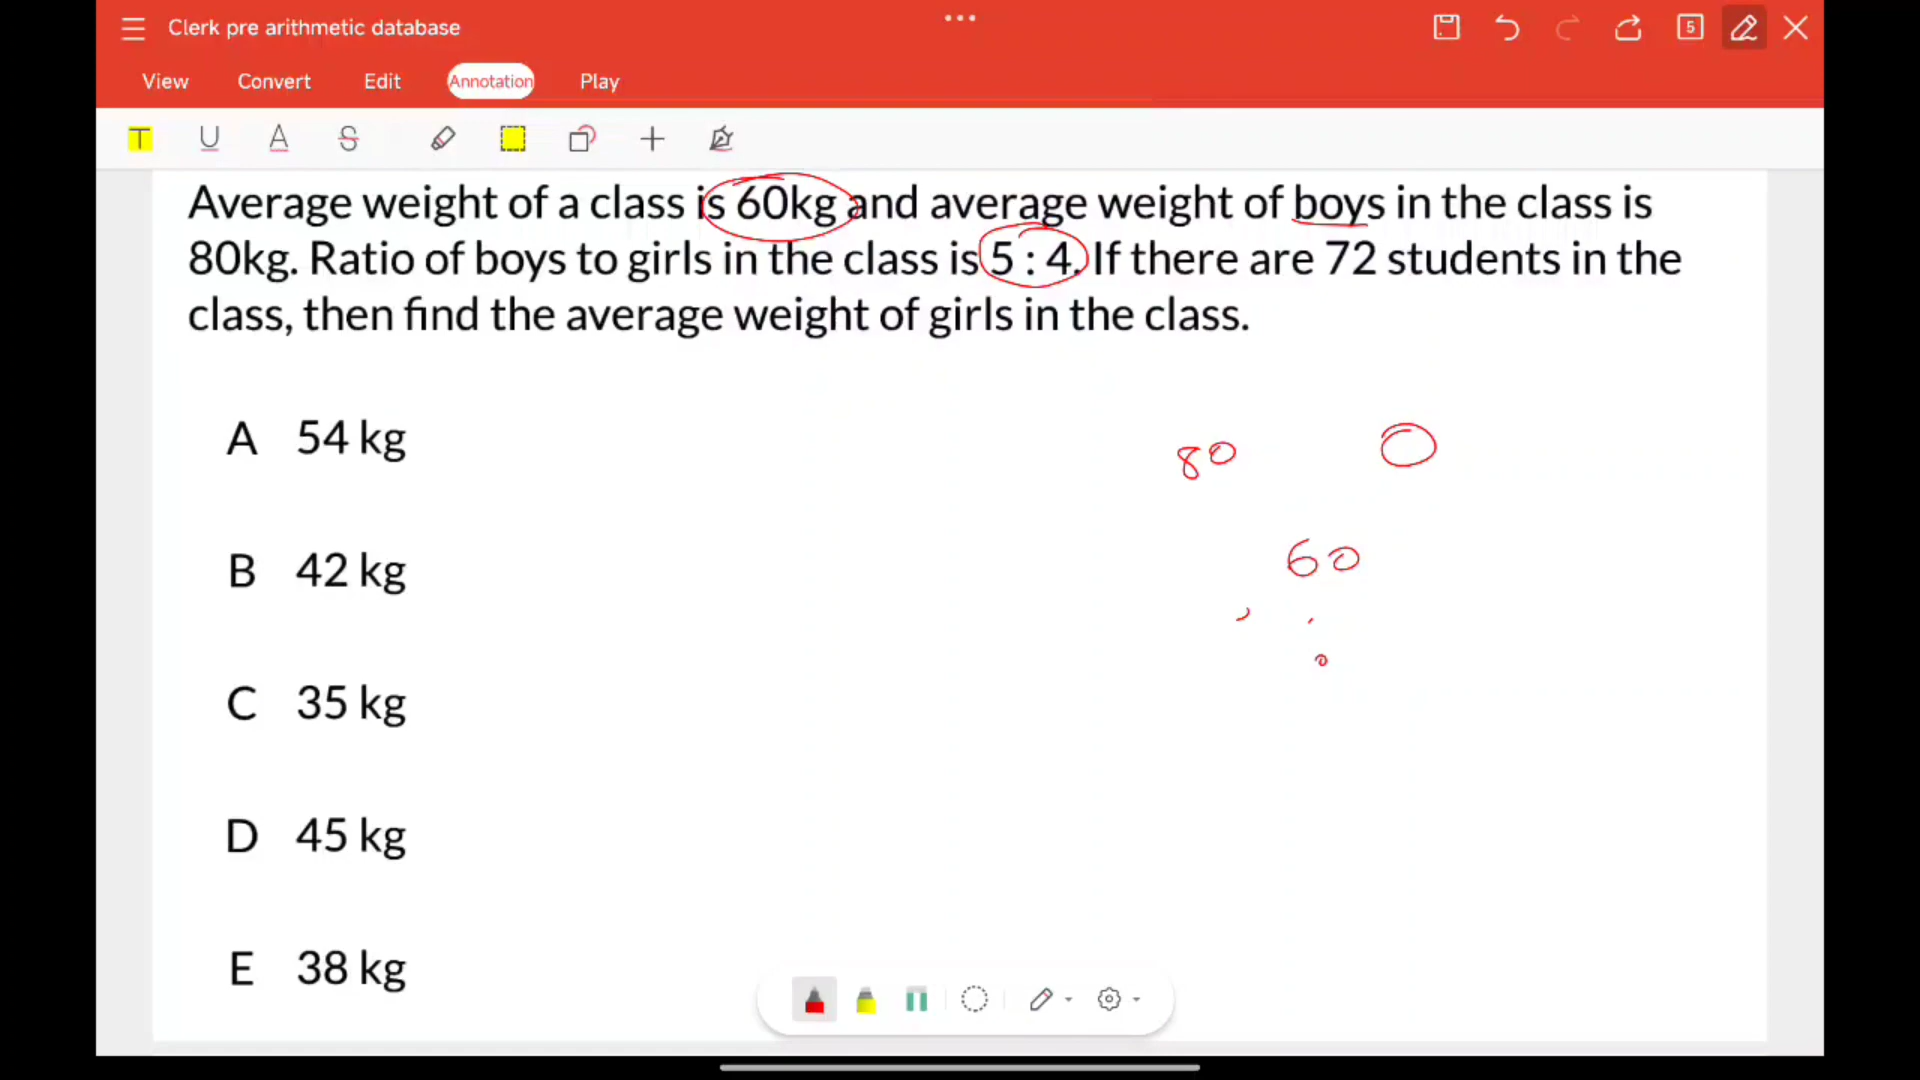 Clerk pre arithmetic database
5
View Convert Edit Annotation Play
T U A S
Average weight of a class is 60kg and average weight of boys in the class is
80kg. Ratio of boys to girls in the class is 5 : 4. If there are 72 students in the
class, then find the average weight of girls in the class.
A 54 kg
80
B 42 kg
60
C 35 kg
D 45 kg
E 38 kg